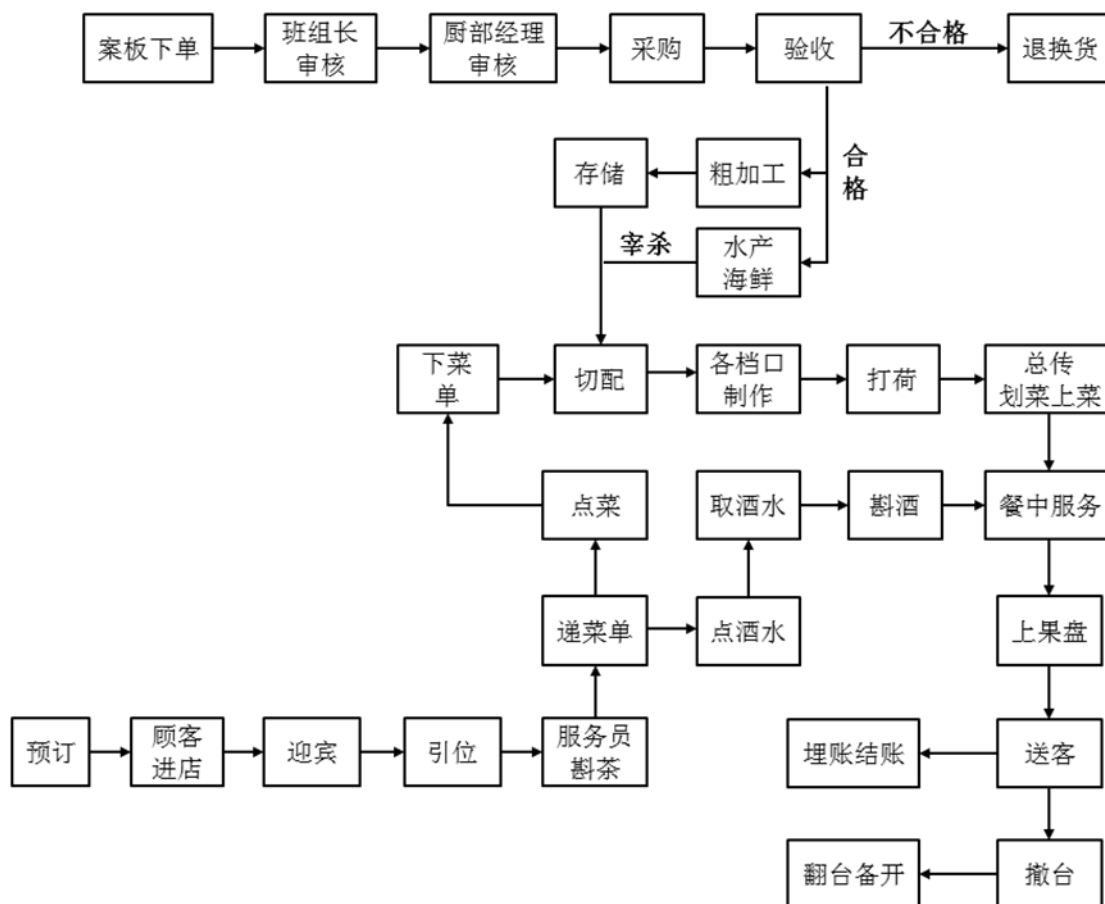 案板下单
班组长
审核
厨部经理
审核
采购
验收
不合格
退换货
合
格
存储
粗加工
宰杀
水产
海鲜
下菜
单
切配
各档口
制作
打荷
总传
划菜上菜
点菜
取酒水
斟酒
餐中服务
递菜单
点酒水
上果盘
预订
顾客
进店
迎宾
引位
服务员
斟茶
埋账结账
送客
翻台备开
撤台